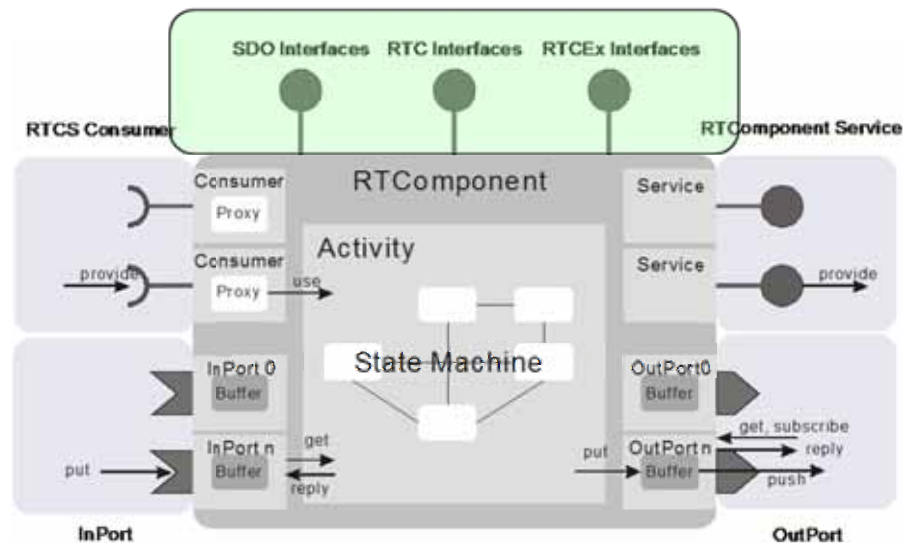 SDO Interfaces RTC Interfaces RTCEx Interfaces
RTCS Consumer
RTComponent Service
RTComponent
Consumer
Proxy
Consumer
Proxy
provide
use
Activity
State Machine
Service
Service
provide
InPort 0
Buffer
InPort n
Buffer
put
get
reply
OutPort0
Buffer
OutPort n
Buffer
put
get, subscribe
reply
push
InPort
OutPort